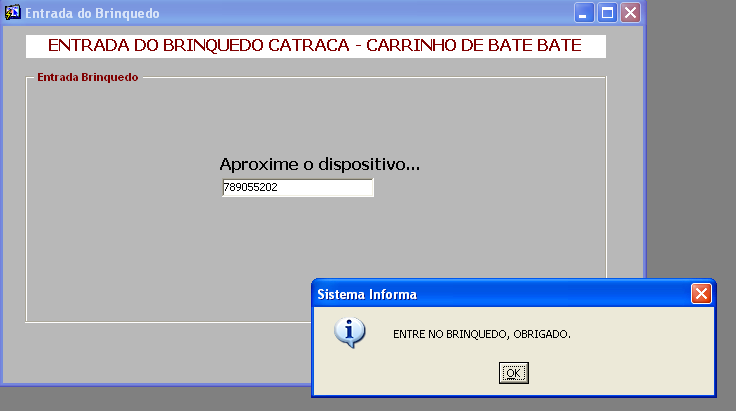 Entrada do Brinquedo
ENTRADA DO BRINQUEDO CATRACA - CARRINHO DE BATE BATE
Entrada Brinquedo
Aproxime o dispositivo...
789055202
Sistema Informa
ENTRE NO BRINQUEDO, OBRIGADO.
OK